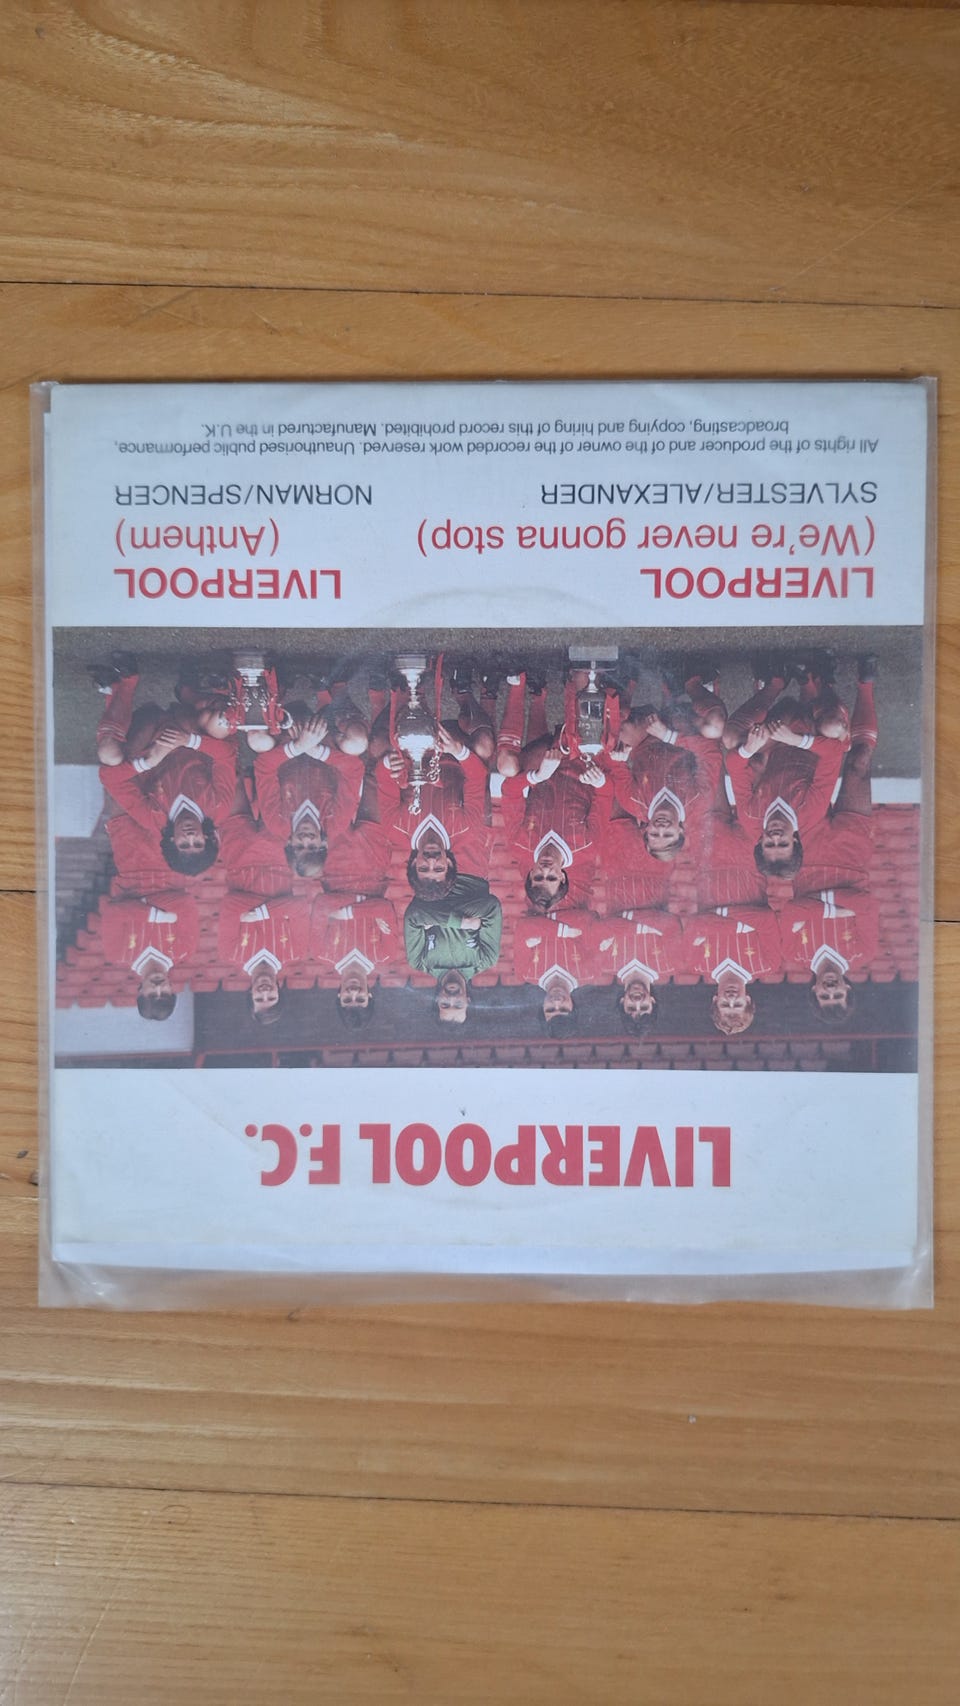 LIVERPOOL F.C.
LIVERPOOL
(We're never gonna stop)
SYLVESTER/ALEXANDER
LIVERPOOL
(Anthem)
NORMAN/SPENCER
All rights of the producer and of the owner of the recorded work reserved. Unauthorised public performance,
broadcasting, copying and hiring of this record prohibited. Manufactured in the U.K.